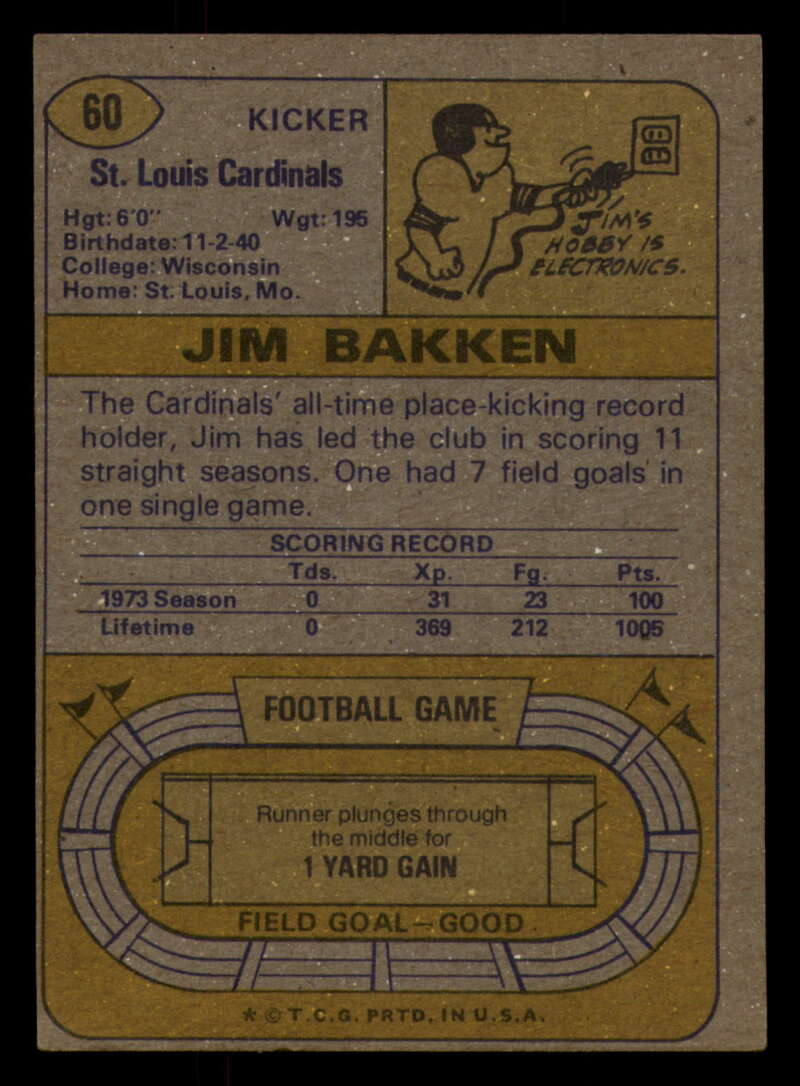 60
KICKER
St. Louis Cardinals
Hgt: 6'0" Wgt: 195
Birthdate: 11-2-40
College: Wisconsin
Home: St. Louis, Mo.
JIM'S
HOBBY IS
ELECTRONICS.
JIM BAKKEN
The Cardinals' all-time place-kicking record
holder, Jim has led the club in scoring 11
straight seasons. One had 7 field goals in
one single game.
SCORING RECORD
Tds. Xp. Fg. Pts.
1973 Season 0 31 23 100
Lifetime 0 369 212 1005
FOOTBALL GAME
Runner plunges through
the middle for
1 YARD GAIN
FIELD GOAL—GOOD
* © T.C.G. PRTD. IN U.S.A.